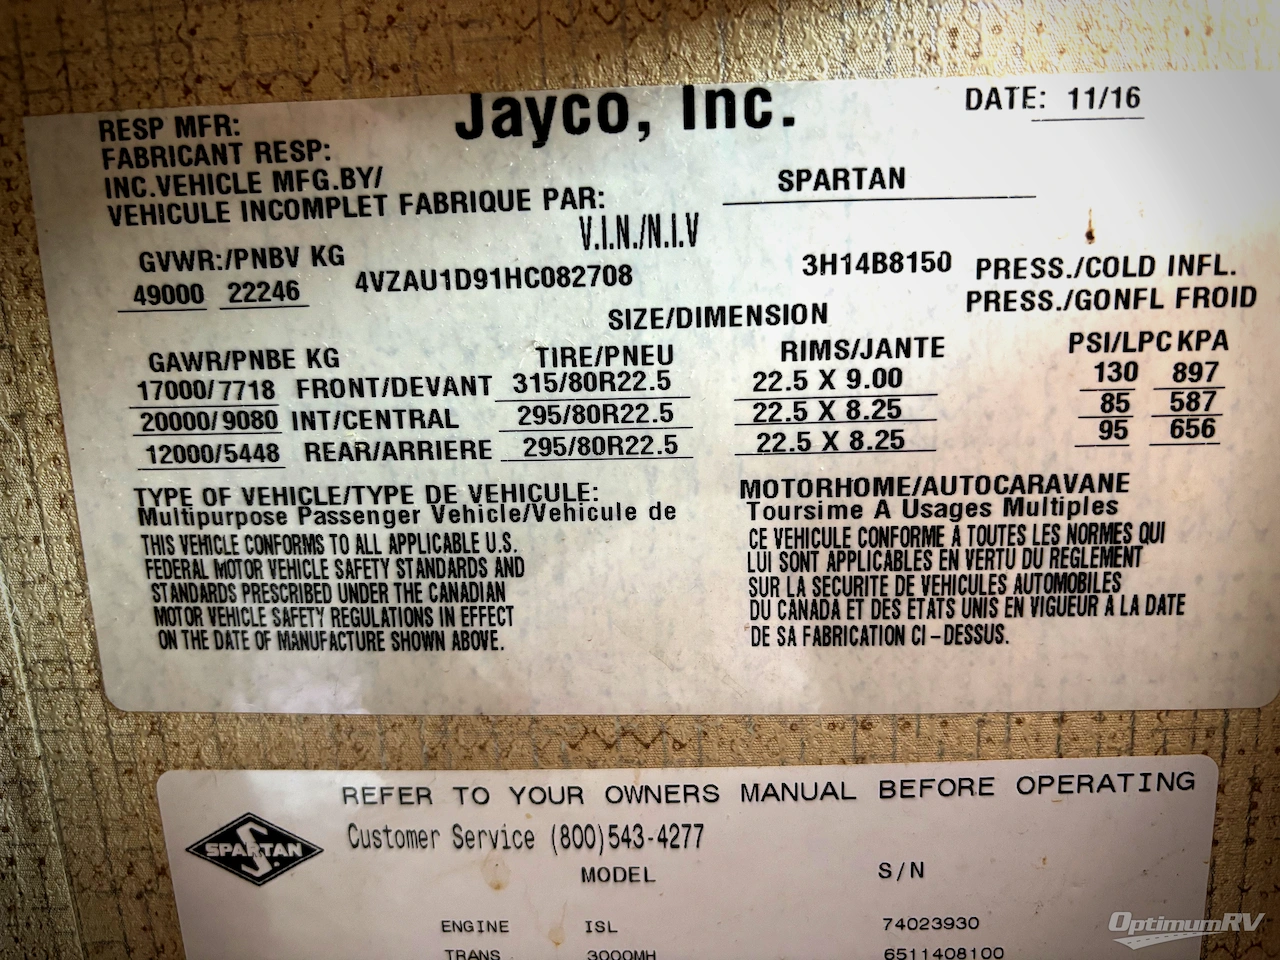 RESP MFR: Jayco, Inc. DATE: 11/16
FABRICANT RESP:
INC.VEHICLE MFG.BY/
VEHICULE INCOMPLET FABRIQUE PAR: SPARTAN
V.I.N./N.I.V
GVWR:/PNBV KG
49000 22246 4VZAU1D91HC082708 3H14B8150 PRESS./COLD INFL.
PRESS./GONFL FROID
SIZE/DIMENSION
GAWR/PNBE KG TIRE/PNEU RIMS/JANTE PSI/LPC KPA
17000/7718 FRONT/DEVANT 315/80R22.5 22.5 X 9.00 130 897
20000/9080 INT/CENTRAL 295/80R22.5 22.5 X 8.25 85 587
12000/5448 REAR/ARRIERE 295/80R22.5 22.5 X 8.25 95 656
TYPE OF VEHICLE/TYPE DE VEHICULE: MOTORHOME/AUTOCARAVANE
Multipurpose Passenger Vehicle/Vehicule de Toursime A Usages Multiples
THIS VEHICLE CONFORMS TO ALL APPLICABLE U.S.
FEDERAL MOTOR VEHICLE SAFETY STANDARDS AND
STANDARDS PRESCRIBED UNDER THE CANADIAN
MOTOR VEHICLE SAFETY REGULATIONS IN EFFECT
ON THE DATE OF MANUFACTURE SHOWN ABOVE.
CE VEHICULE CONFORME A TOUTES LES NORMES QUI
LUI SONT APPLICABLES EN VERTU DU REGLEMENT
SUR LA SECURITE DE VEHICULES AUTOMOBILES
DU CANADA ET DES ETATS UNIS EN VIGUEUR A LA DATE
DE SA FABRICATION CI-DESSUS.
REFER TO YOUR OWNERS MANUAL BEFORE OPERATING
SPARTAN
Customer Service (800)543-4277
MODEL S/N
ENGINE ISL 74023930
TRANS 3000MH 6511408100
OptimumRV